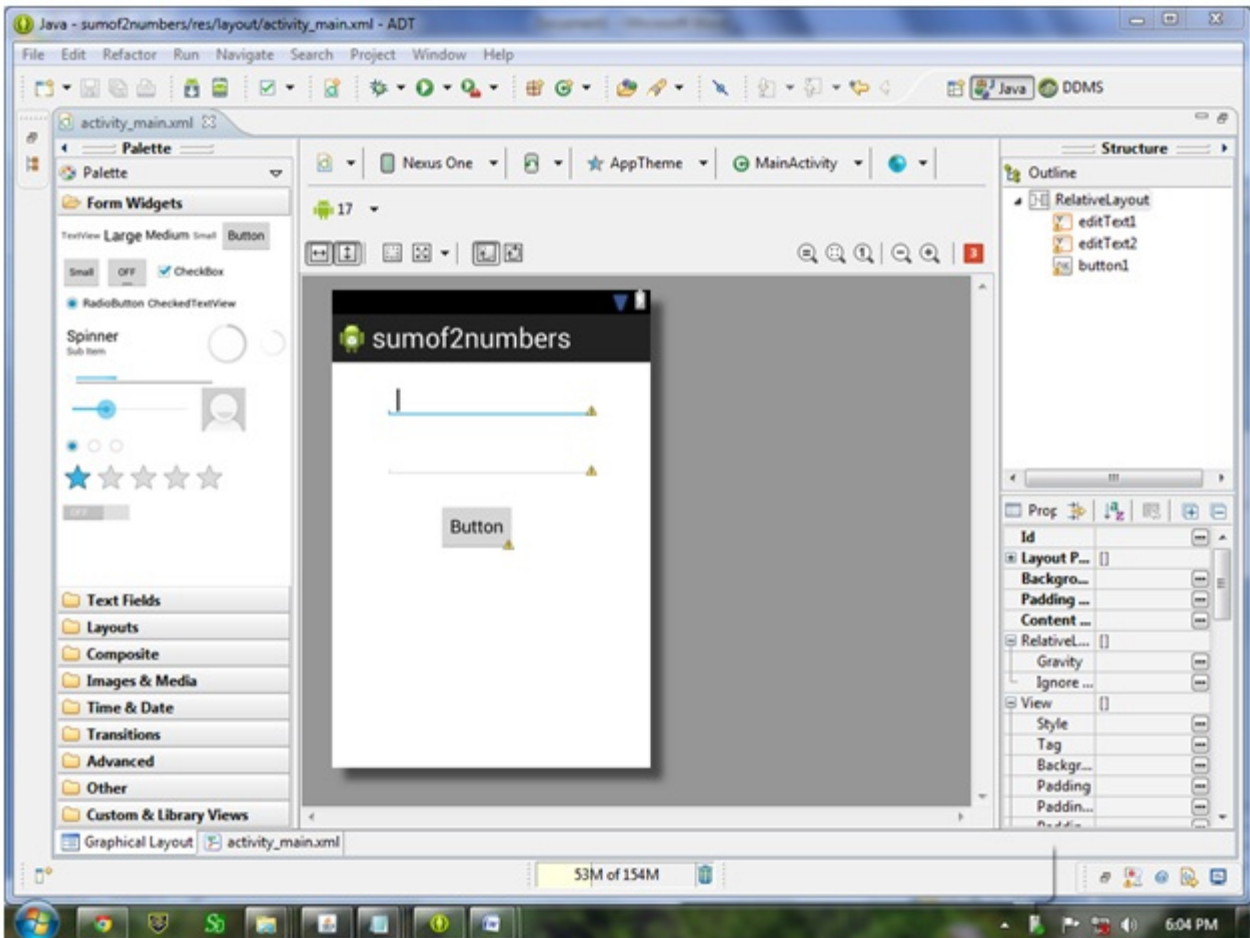 Java - sumof2numbers/res/layout/activity_main.xml - ADT
File Edit Refactor Run Navigate Search Project Window Help
Java DDMS
activity_main.xml
Palette
Palette
Form Widgets
TextView Large Medium Small Button
Small OFF CheckBox
RadioButton CheckedTextView
Spinner
Sub Item
OFF
Text Fields
Layouts
Composite
Images & Media
Time & Date
Transitions
Advanced
Other
Custom & Library Views
Graphical Layout activity_main.xml
Nexus One AppTheme MainActivity
17
3
sumof2numbers
Button
Structure
Outline
RelativeLayout
editText1
editText2
button1
Prop
Id
Layout P... []
Backgro...
Padding ...
Content ...
RelativeL... []
Gravity
Ignore ...
View []
Style
Tag
Backgr...
Padding
Paddin...
53M of 154M
6:04 PM